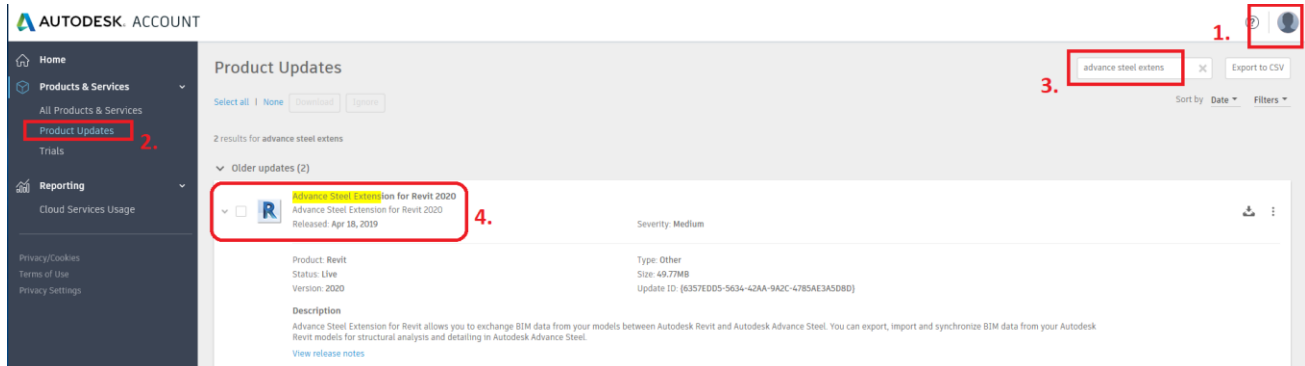 AUTODESK. ACCOUNT
1.
Home
Products & Services
All Products & Services
Product Updates
2.
Trials
Reporting
Cloud Services Usage
Privacy/Cookies
Terms of Use
Privacy Settings
Product Updates
3.
advance steel extens
Export to CSV
Select all | None Download Ignore
Sort by Date Filters
2 results for advance steel extens
Older updates (2)
Advance Steel Extension for Revit 2020
Advance Steel Extension for Revit 2020
4.
Released: Apr 18, 2019
Severity: Medium
Product: Revit
Type: Other
Status: Live
Size: 49.77MB
Version: 2020
Update ID: {6357EDD5-5634-42AA-9A2C-4785AE3A5D8D}
Description
Advance Steel Extension for Revit allows you to exchange BIM data from your models between Autodesk Revit and Autodesk Advance Steel. You can export, import and synchronize BIM data from your Autodesk
Revit models for structural analysis and detailing in Autodesk Advance Steel.
View release notes